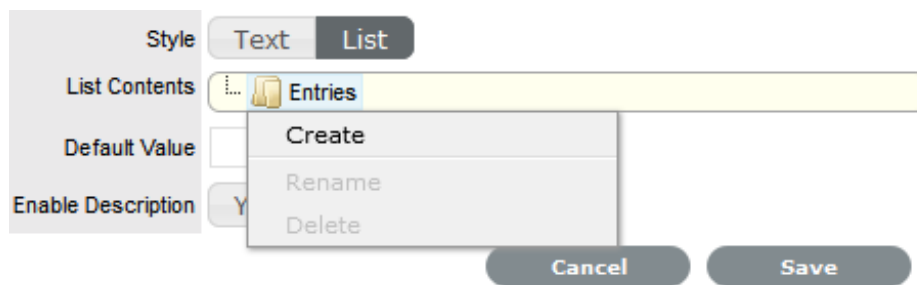 Style Text List
List Contents Entries
Create
Default Value
Rename
Enable Description Y
Delete
Cancel Save